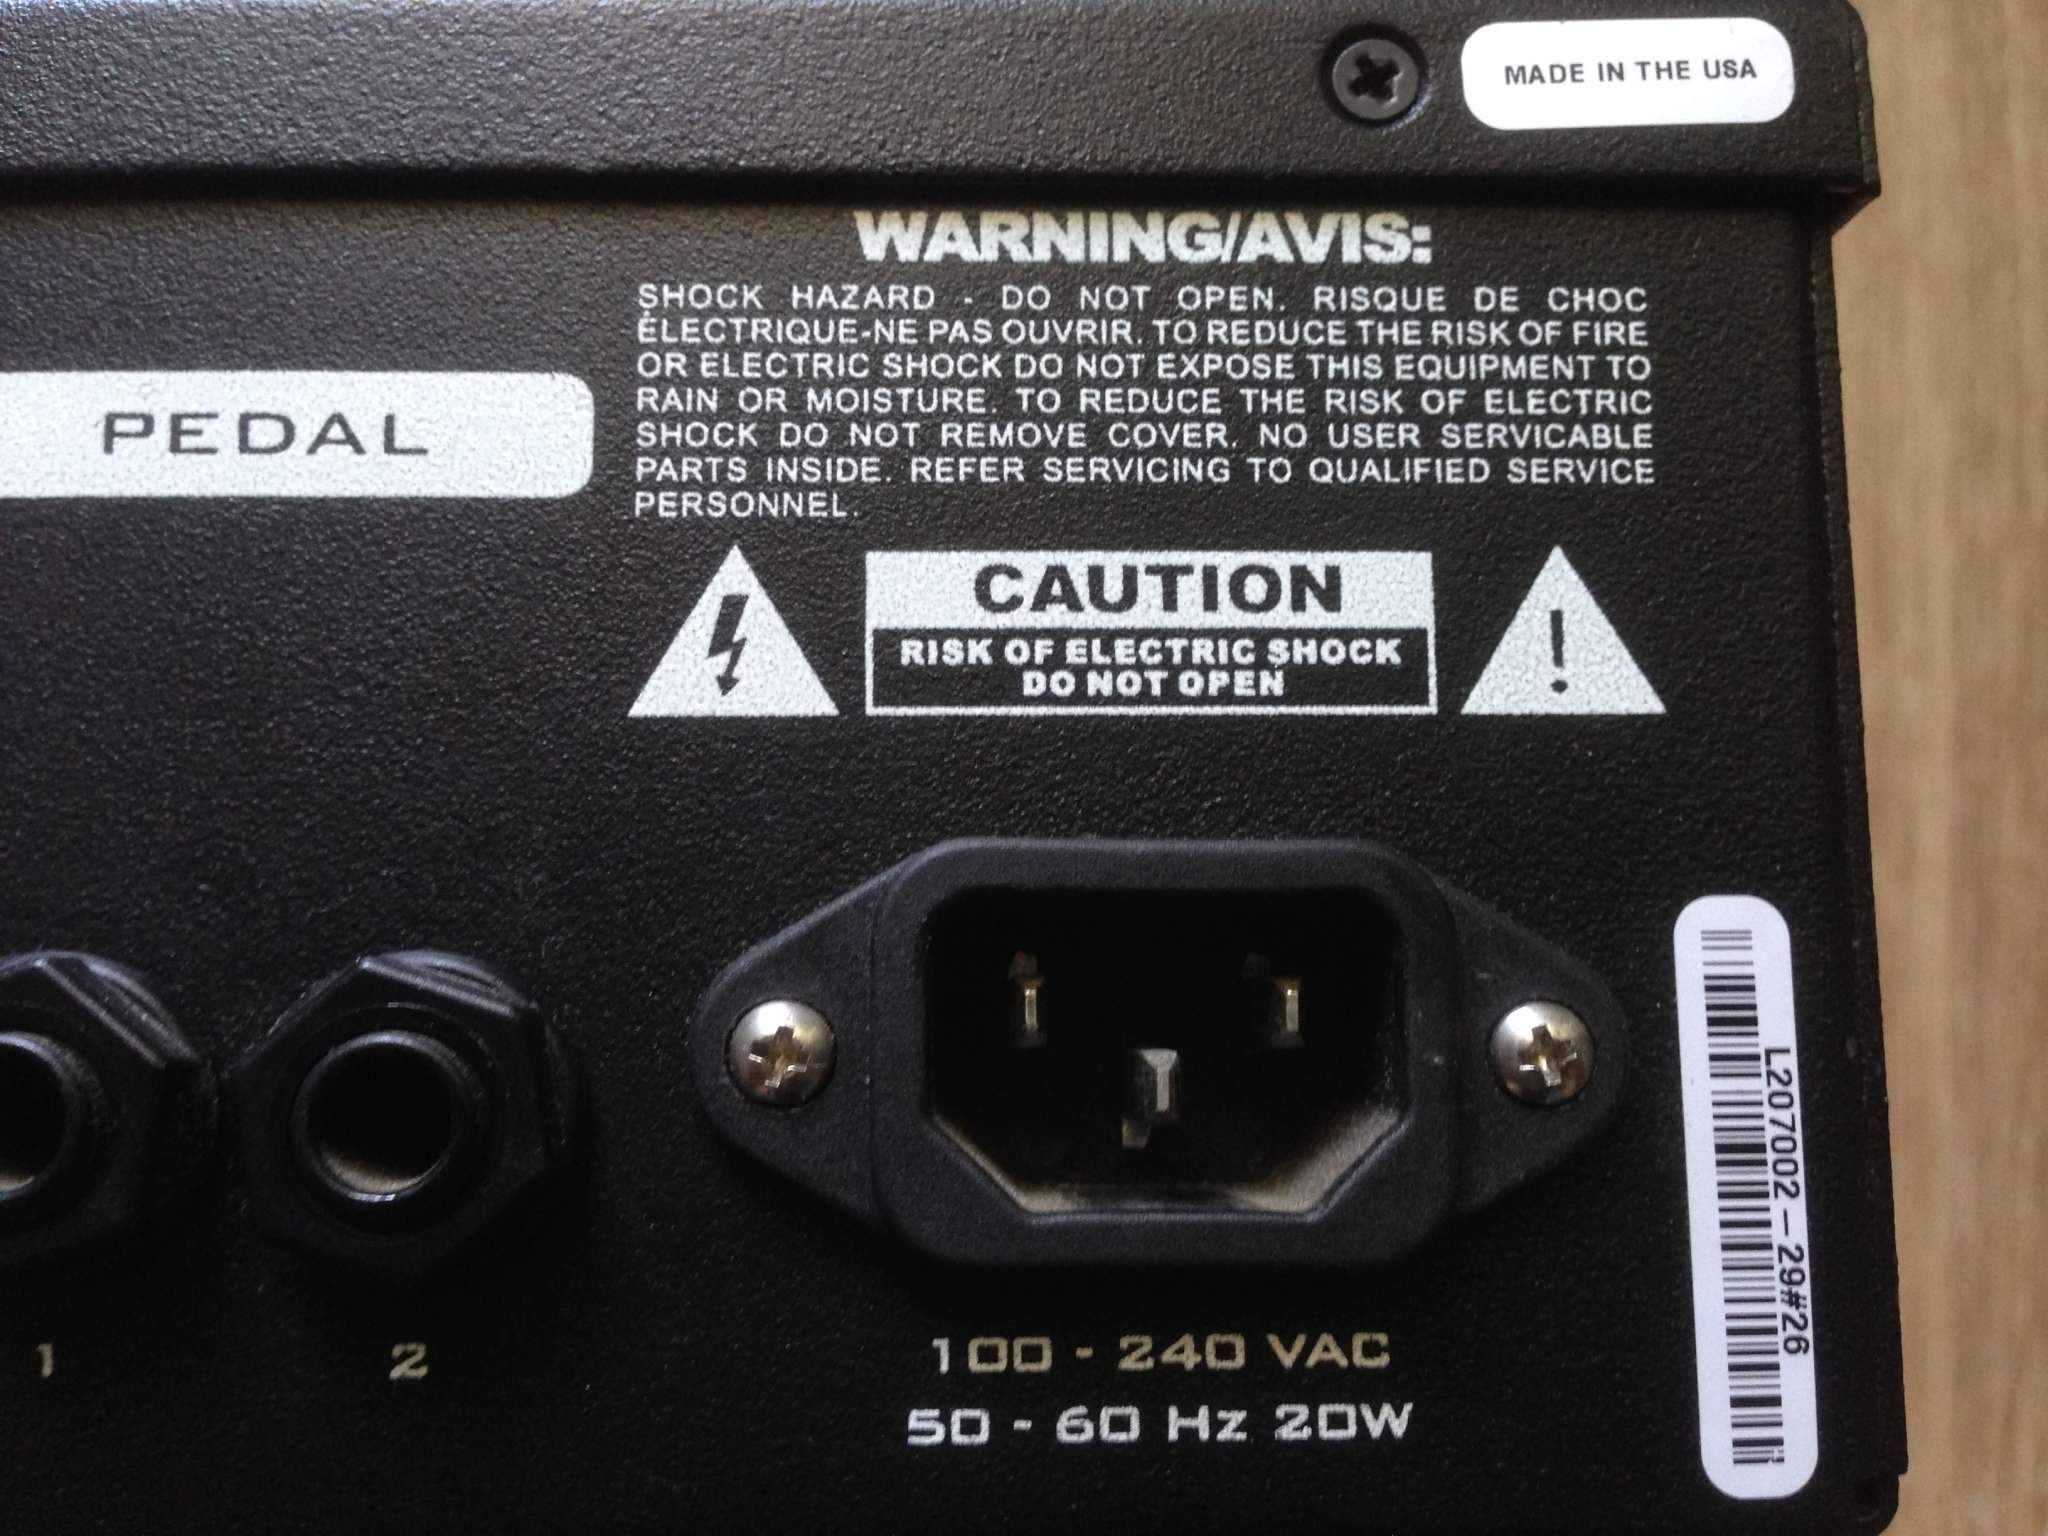 MADE IN THE USA
WARNING/AVIS:
SHOCK HAZARD - DO NOT OPEN. RISQUE DE CHOC
ÉLECTRIQUE-NE PAS OUVRIR. TO REDUCE THE RISK OF FIRE
OR ELECTRIC SHOCK DO NOT EXPOSE THIS EQUIPMENT TO
RAIN OR MOISTURE. TO REDUCE THE RISK OF ELECTRIC
SHOCK DO NOT REMOVE COVER. NO USER SERVICABLE
PARTS INSIDE. REFER SERVICING TO QUALIFIED SERVICE
PERSONNEL.
PEDAL
CAUTION
RISK OF ELECTRIC SHOCK
DO NOT OPEN
!
L207002-29#26
1
2
100 - 240 VAC
50 - 60 Hz 20W